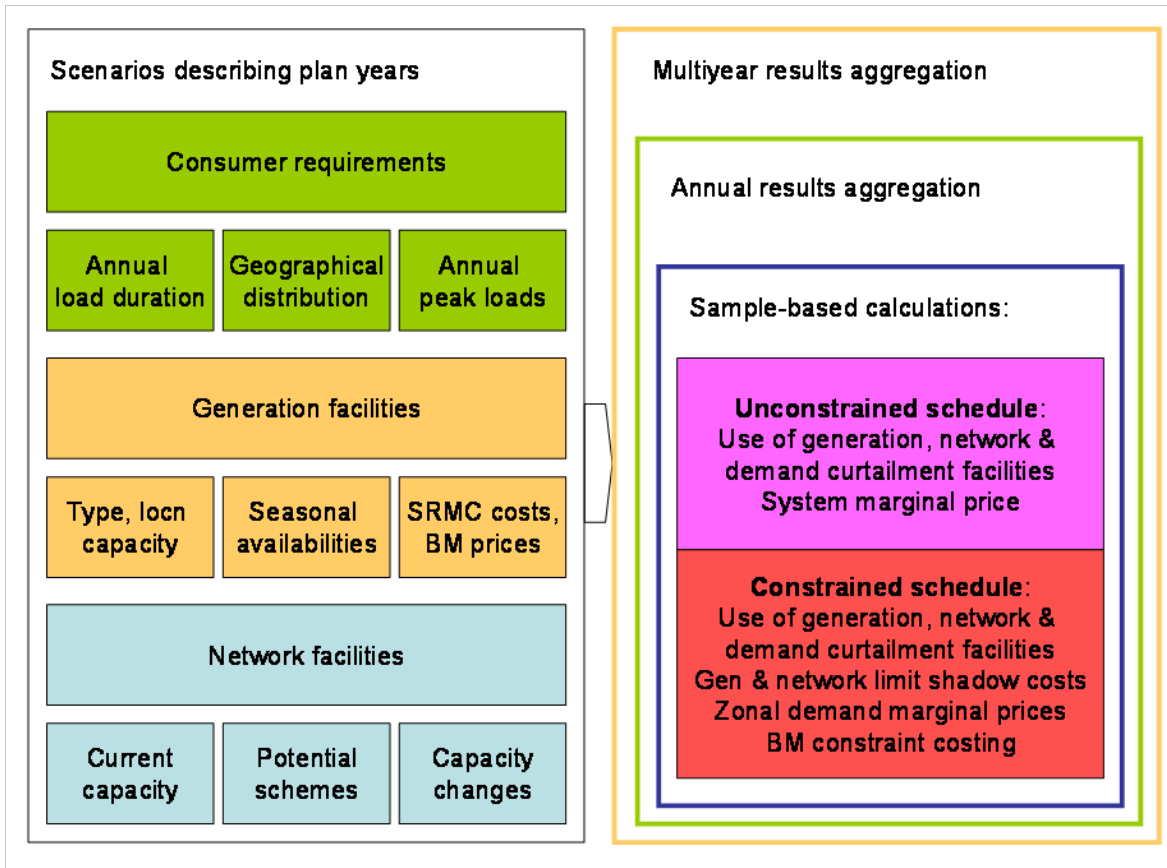 Scenarios describing plan years
Consumer requirements
Annual
load duration
Geographical
distribution
Annual
peak loads
Generation facilities
Type, locn
capacity
Seasonal
availabilities
SRMC costs,
BM prices
Network facilities
Current
capacity
Potential
schemes
Capacity
changes
Multiyear results aggregation
Annual results aggregation
Sample-based calculations:
Unconstrained schedule:
Use of generation, network &
demand curtailment facilities
System marginal price
Constrained schedule:
Use of generation, network &
demand curtailment facilities
Gen & network limit shadow costs
Zonal demand marginal prices
BM constraint costing